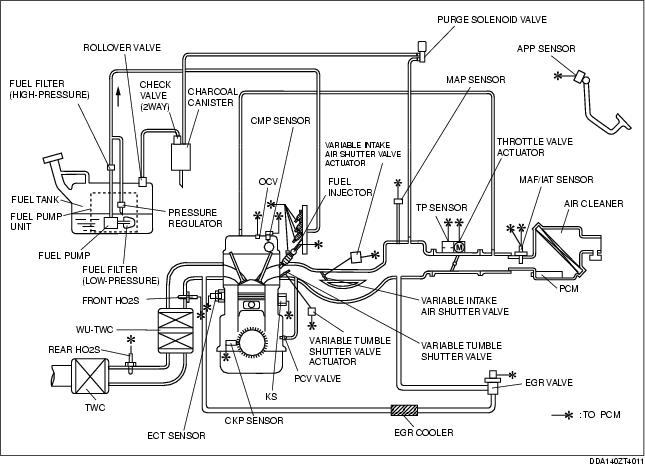 PURGE SOLENOID VALVE
ROLLOVER VALVE
APP SENSOR
FUEL FILTER
(HIGH-PRESSURE)
CHECK
VALVE
(2WAY)
CHARCOAL
CANISTER
MAP SENSOR
CMP SENSOR
VARIABLE INTAKE
AIR SHUTTER VALVE
ACTUATOR
THROTTLE VALVE
ACTUATOR
OCV
FUEL
INJECTOR
MAF/IAT SENSOR
FUEL TANK
TP SENSOR
AIR CLEANER
FUEL PUMP
UNIT
PRESSURE
REGULATOR
M
FUEL PUMP
FUEL FILTER
(LOW-PRESSURE)
PCM
FRONT HO2S
VARIABLE INTAKE
AIR SHUTTER VALVE
WU-TWC
VARIABLE TUMBLE
SHUTTER VALVE
ACTUATOR
VARIABLE TUMBLE
SHUTTER VALVE
REAR HO2S
PCV VALVE
EGR VALVE
KS
TWC
CKP SENSOR
* :TO PCM
ECT SENSOR
EGR COOLER
DDA140ZT4011